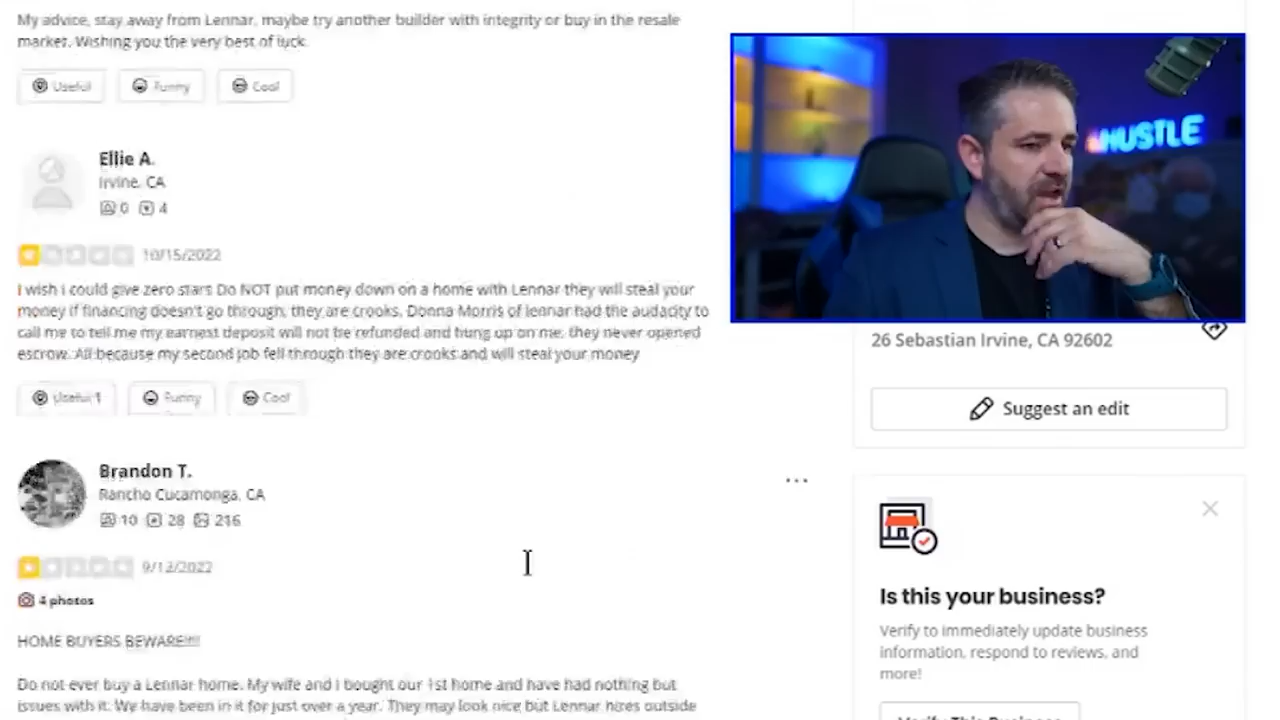 My advice, stay away from Lennar, maybe try another builder with integrity or buy in the resale
market. Wishing you the very best of luck.
Useful
Funny
Cool
Ellie A.
Irvine, CA
0 4
10/15/2022
I wish i could give zero stars Do NOT put money down on a home with Lennar they will steal your
money if financing doesn't go through, they are crooks. Donna Morris of lennar had the audacity to
call me to tell me my earnest deposit will not be refunded and hung up on me, they never opened
escrow. All because my second job fell through they are crooks and will steal your money
Useful 1
Funny
Cool
Brandon T.
Rancho Cucamonga, CA
10 28 216
4 photos
HOME BUYERS BEWARE!!!!
Do not ever buy a Lennar home. My wife and I bought our 1st home and have had nothing but
issues with it. We have been in it for just over a year. They may look nice but Lennar hires outside
HUSTLE
26 Sebastian Irvine, CA 92602
Suggest an edit
Is this your business?
Verify to immediately update business
information, respond to reviews, and
more!
Verify This Business